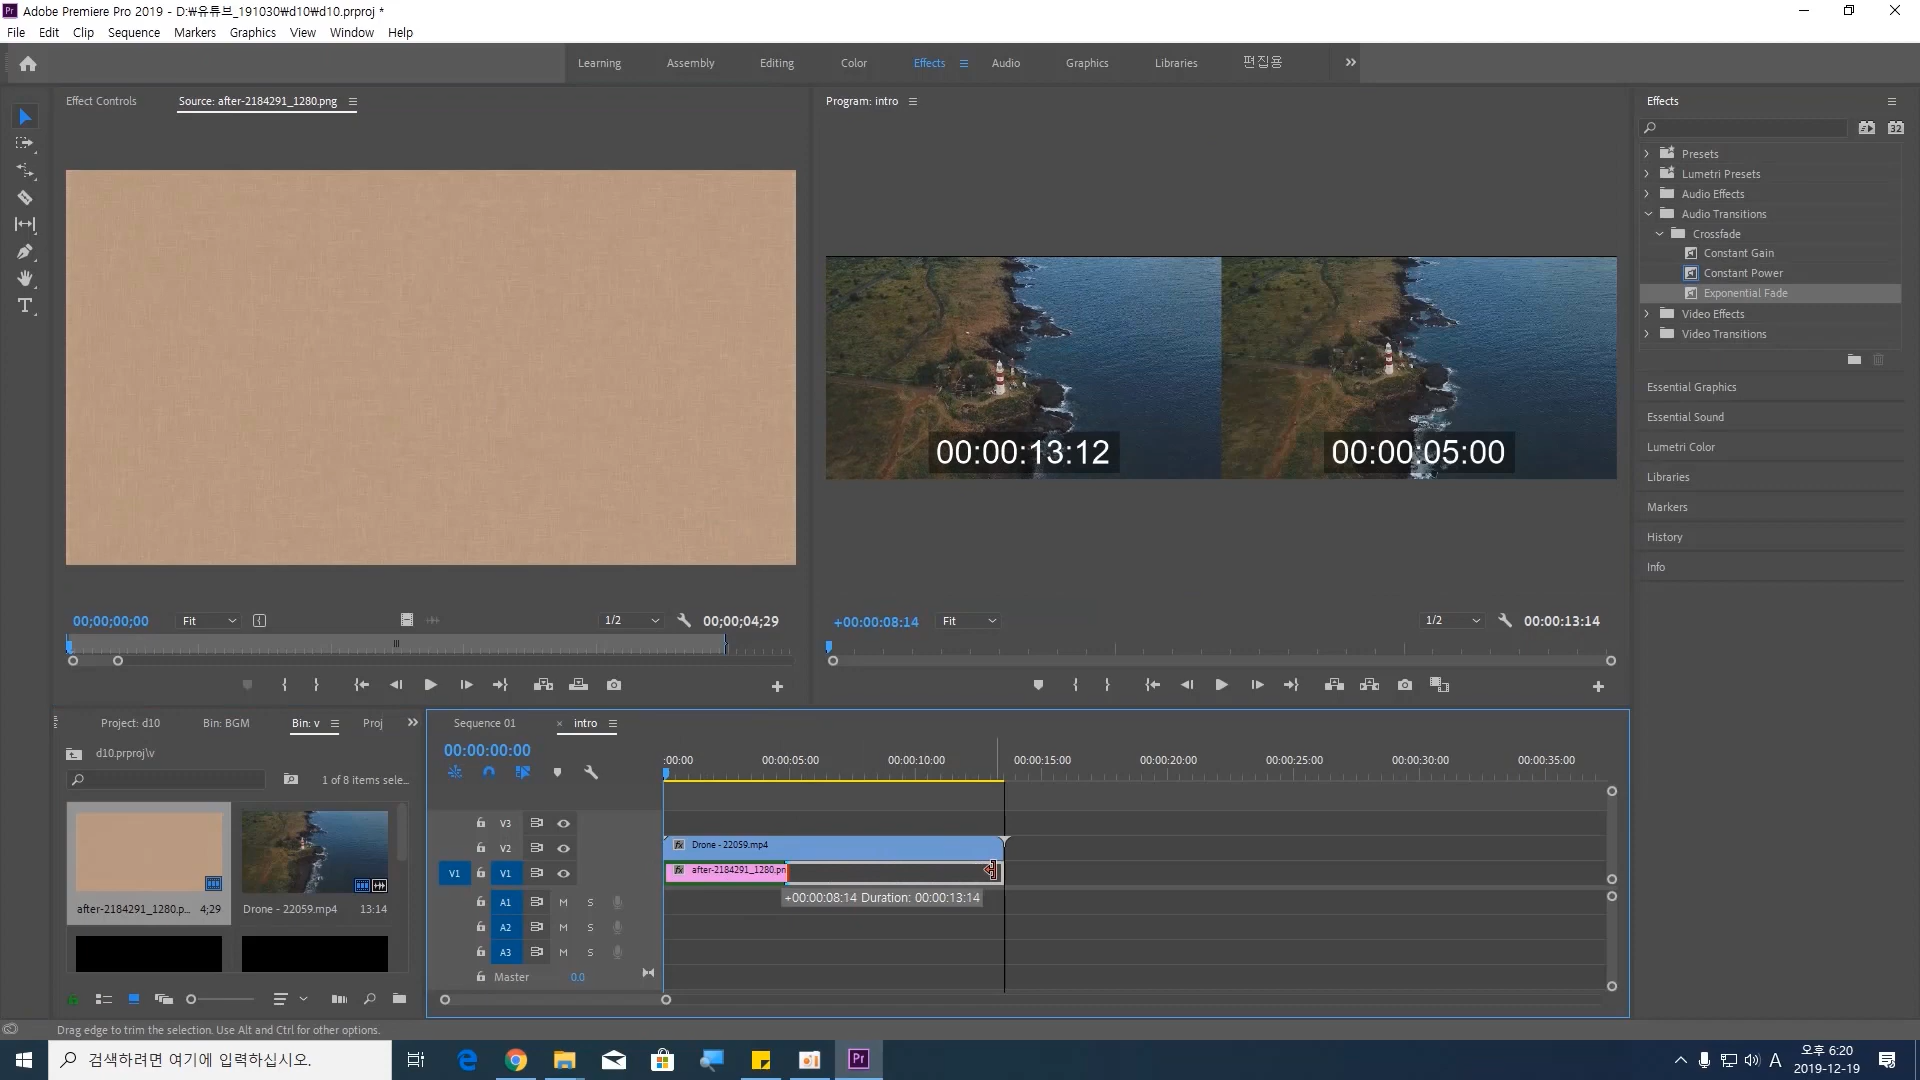 Adobe Premiere Pro 2019 - D:\유튜브_191030\d10\d10.prproj *
File Edit Clip Sequence Markers Graphics View Window Help
Learning Assembly Editing Color Effects Audio Graphics Libraries 편집용
Effect Controls Source: after-2184291_1280.png
Program: intro
Effects
Presets
Lumetri Presets
Audio Effects
Audio Transitions
Crossfade
Constant Gain
Constant Power
Exponential Fade
Video Effects
Video Transitions
Essential Graphics
Essential Sound
Lumetri Color
Libraries
Markers
History
Info
00:00:13:12 00:00:05:00
00;00;00;00 Fit 1/2 00;00;04;29
+00:00:08:14 Fit 1/2 00:00:13:14
Project: d10 Bin: BGM Bin: v Proj
d10.prproj\v
1 of 8 items sele...
after-2184291_1280.p... 4;29
Drone - 22059.mp4 13:14
Sequence 01 × intro
00:00:00:00
:00:00 00:00:05:00 00:00:10:00 00:00:15:00 00:00:20:00 00:00:25:00 00:00:30:00 00:00:35:00
V3
V2 fx Drone - 22059.mp4
V1 V1 fx after-2184291_1280.pn
+00:00:08:14 Duration: 00:00:13:14
A1 M S
A2 M S
A3 M S
Master 0.0
Drag edge to trim the selection. Use Alt and Ctrl for other options.
검색하려면 여기에 입력하십시오.
Pr
A
오후 6:20
2019-12-19